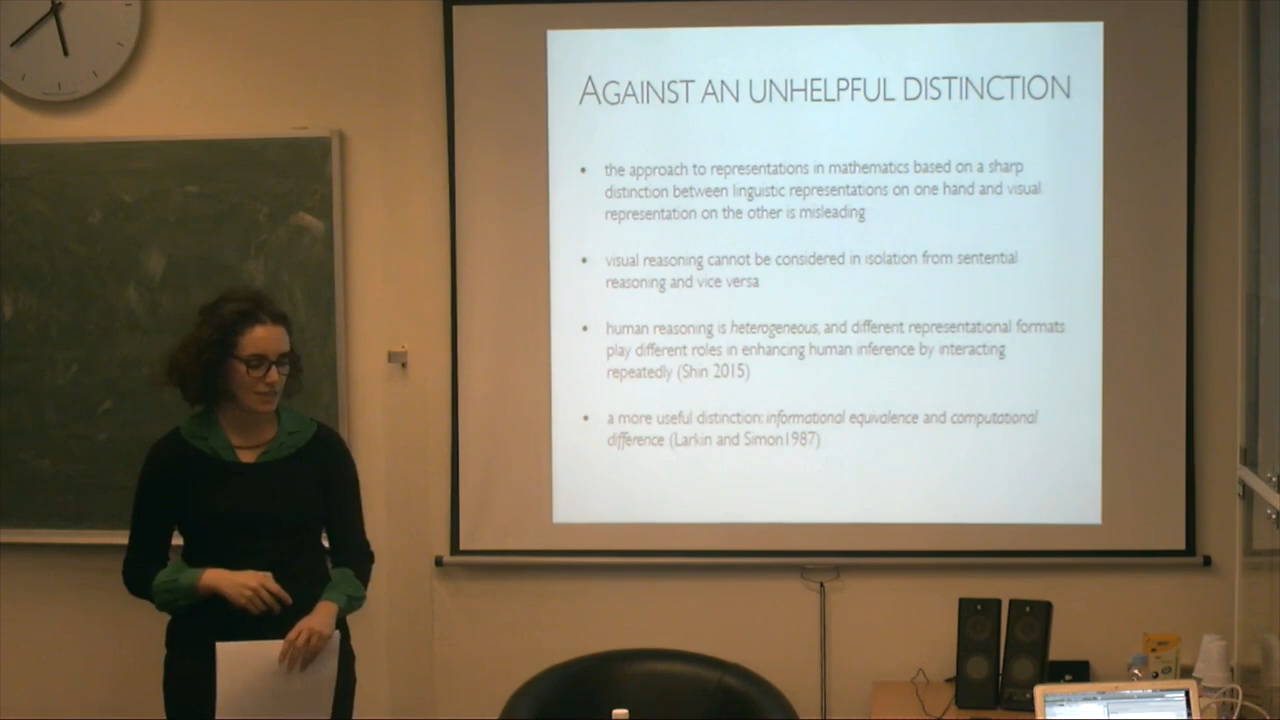 AGAINST AN UNHELPFUL DISTINCTION
• the approach to representations in mathematics based on a sharp
distinction between linguistic representations on one hand and visual
representation on the other is misleading
• visual reasoning cannot be considered in isolation from sentential
reasoning and vice versa
• human reasoning is heterogeneous, and different representational formats
play different roles in enhancing human inference by interacting
repeatedly (Shin 2015)
• a more useful distinction: informational equivalence and computational
difference (Larkin and Simon1987)